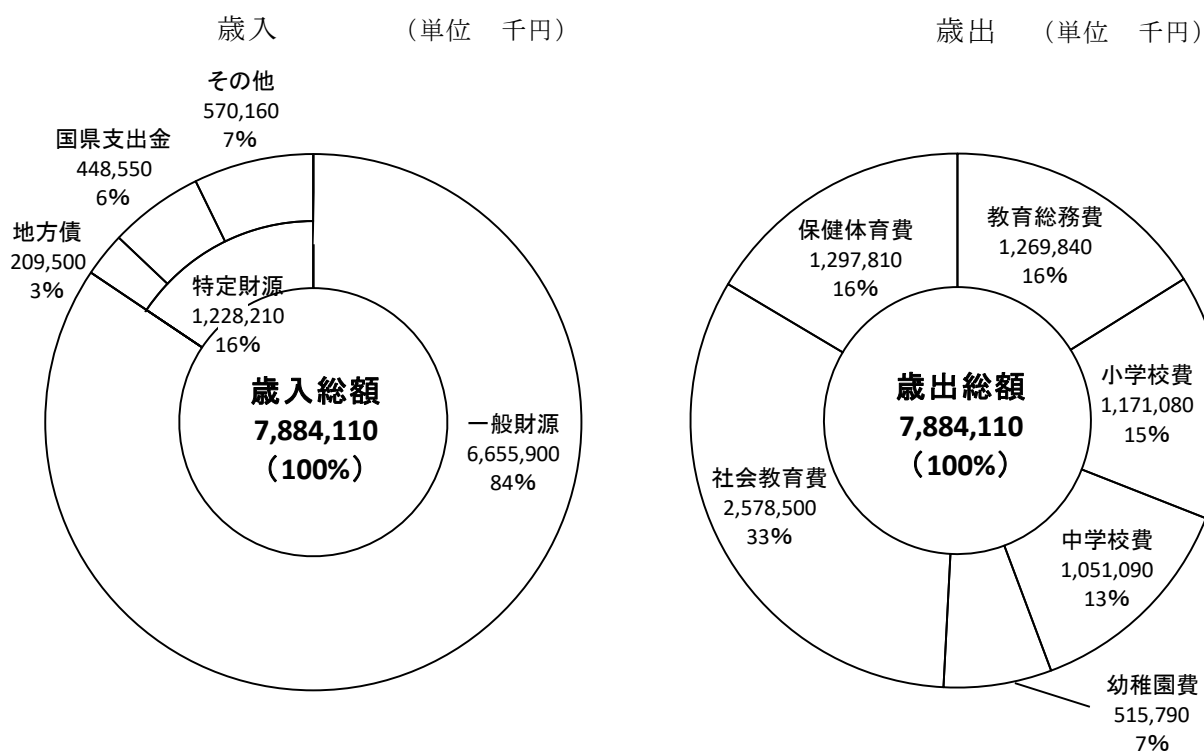 歳入 (単位 千円)
その他
570,160
7%
国県支出金
448,550
6%
地方債
209,500
3%
特定財源
1,228,210
16%
歳入総額
7,884,110
(100%)
一般財源
6,655,900
84%
歳出 (単位 千円)
保健体育費
1,297,810
16%
教育総務費
1,269,840
16%
小学校費
1,171,080
15%
歳出総額
7,884,110
(100%)
社会教育費
2,578,500
33%
中学校費
1,051,090
13%
幼稚園費
515,790
7%